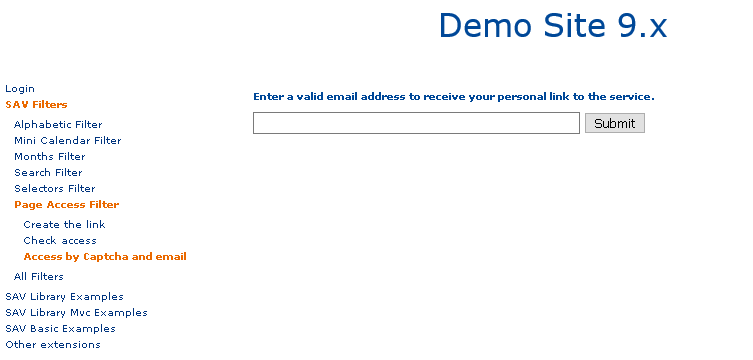 Demo Site 9.x
Login
SAV Filters
Alphabetic Filter
Mini Calendar Filter
Months Filter
Search Filter
Selectors Filter
Page Access Filter
Create the link
Check access
Access by Captcha and email
All Filters
SAV Library Examples
SAV Library Mvc Examples
SAV Basic Examples
Other extensions
Enter a valid email address to receive your personal link to the service.
Submit